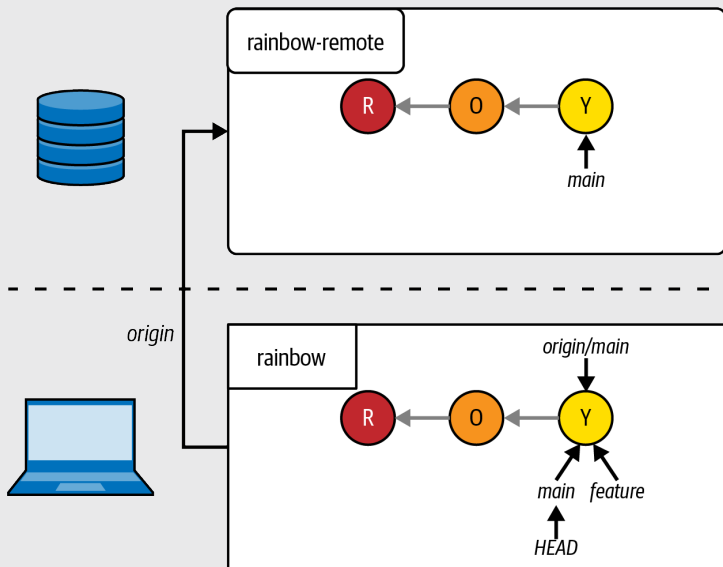 rainbow-remote
R
O
Y
main
origin
rainbow
origin/main
R
O
Y
main feature
HEAD